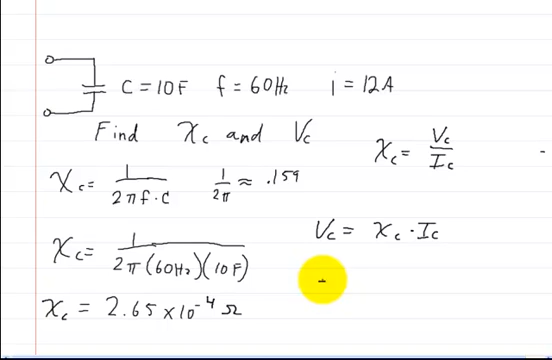 C = 10F f = 60Hz i = 12A
Find Xc and Vc
Xc = Vc/Ic
Xc = 1/(2πf·C) 1/2π ≈ .159
Vc = Xc · Ic
Xc = 1/(2π(60Hz)(10F))
Xc = 2.65 x 10⁻⁴ Ω